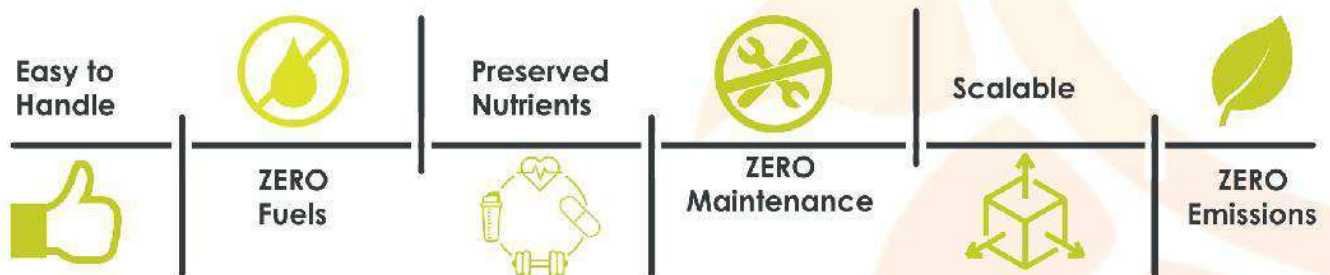 Easy to
Handle
ZERO
Fuels
Preserved
Nutrients
ZERO
Maintenance
Scalable
ZERO
Emissions